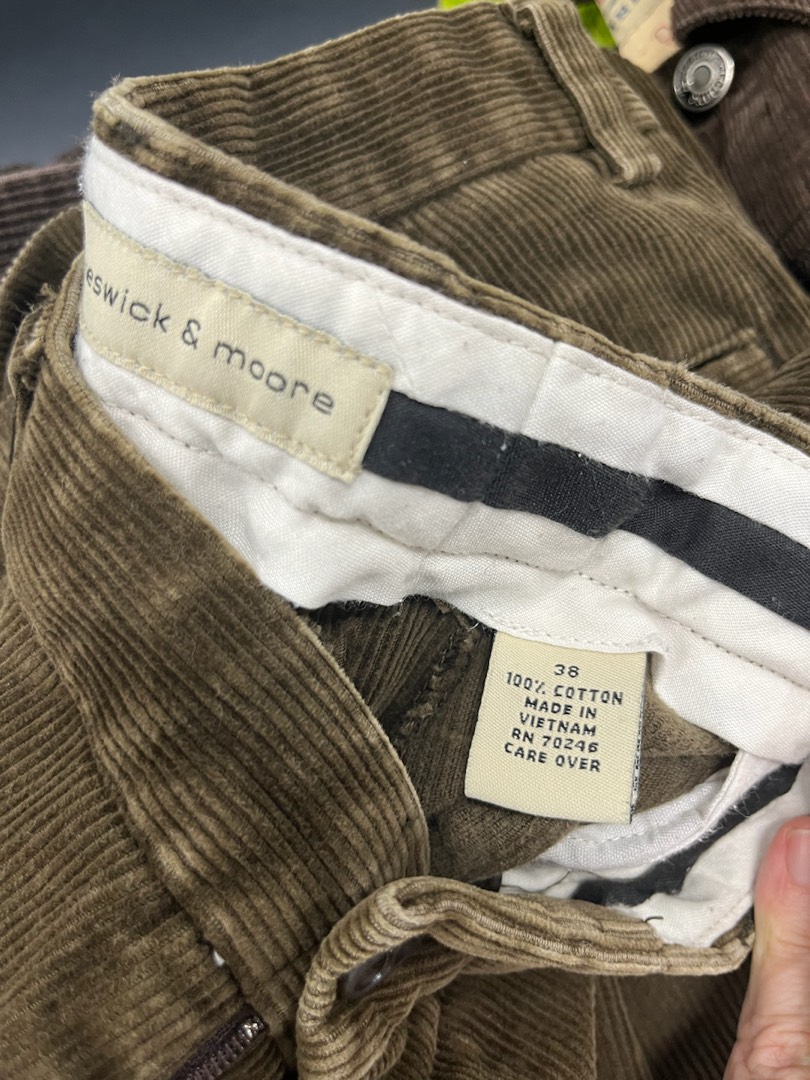 eswick & moore
38
100% COTTON
MADE IN
VIETNAM
RN 70246
CARE OVER